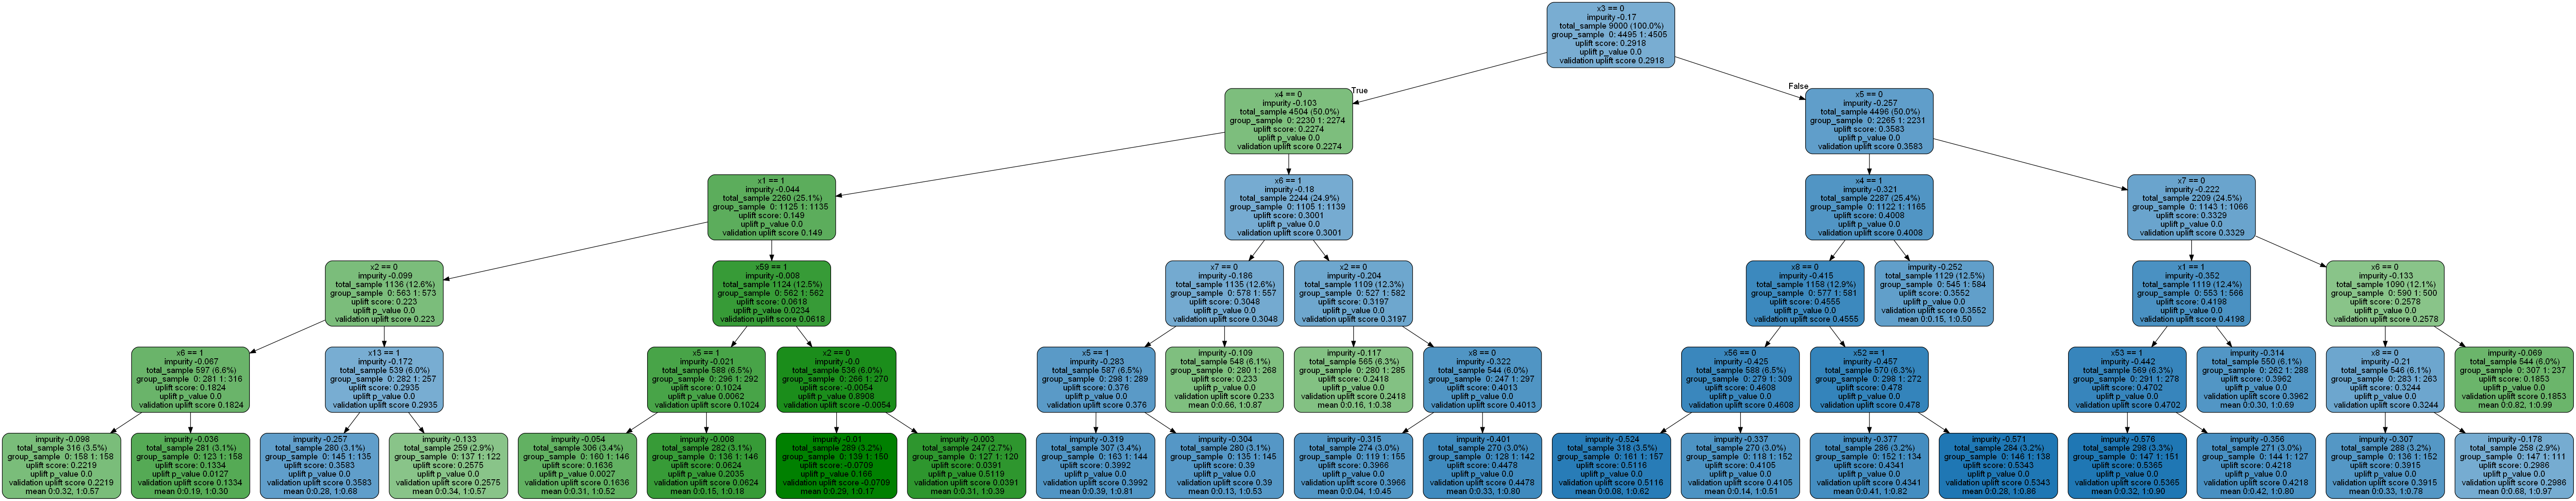 x3 == 0
impurity -0.17
total_sample 9000 (100.0%)
group_sample 0: 4495 1: 4505
uplift score: 0.2918
uplift p_value 0.0
validation uplift score 0.2918
True
False
x4 == 0
impurity -0.103
total_sample 4504 (50.0%)
group_sample 0: 2230 1: 2274
uplift score: 0.2274
uplift p_value 0.0
validation uplift score 0.2274
x5 == 0
impurity -0.257
total_sample 4496 (50.0%)
group_sample 0: 2265 1: 2231
uplift score: 0.3583
uplift p_value 0.0
validation uplift score 0.3583
x1 == 1
impurity -0.044
total_sample 2260 (25.1%)
group_sample 0: 1125 1: 1135
uplift score: 0.149
uplift p_value 0.0
validation uplift score 0.149
x6 == 1
impurity -0.18
total_sample 2244 (24.9%)
group_sample 0: 1105 1: 1139
uplift score: 0.3001
uplift p_value 0.0
validation uplift score 0.3001
x4 == 1
impurity -0.321
total_sample 2287 (25.4%)
group_sample 0: 1122 1: 1165
uplift score: 0.4008
uplift p_value 0.0
validation uplift score 0.4008
x7 == 0
impurity -0.222
total_sample 2209 (24.5%)
group_sample 0: 1143 1: 1066
uplift score: 0.3329
uplift p_value 0.0
validation uplift score 0.3329
x2 == 0
impurity -0.099
total_sample 1136 (12.6%)
group_sample 0: 563 1: 573
uplift score: 0.223
uplift p_value 0.0
validation uplift score 0.223
x59 == 1
impurity -0.008
total_sample 1124 (12.5%)
group_sample 0: 562 1: 562
uplift score: 0.0618
uplift p_value 0.0234
validation uplift score 0.0618
x7 == 0
impurity -0.186
total_sample 1135 (12.6%)
group_sample 0: 578 1: 557
uplift score: 0.3048
uplift p_value 0.0
validation uplift score 0.3048
x2 == 0
impurity -0.204
total_sample 1109 (12.3%)
group_sample 0: 527 1: 582
uplift score: 0.3197
uplift p_value 0.0
validation uplift score 0.3197
x8 == 0
impurity -0.415
total_sample 1158 (12.9%)
group_sample 0: 577 1: 581
uplift score: 0.4555
uplift p_value 0.0
validation uplift score 0.4555
impurity -0.252
total_sample 1129 (12.5%)
group_sample 0: 545 1: 584
uplift score: 0.3552
uplift p_value 0.0
validation uplift score 0.3552
mean 0:0.15, 1:0.50
x1 == 1
impurity -0.352
total_sample 1119 (12.4%)
group_sample 0: 553 1: 566
uplift score: 0.4198
uplift p_value 0.0
validation uplift score 0.4198
x6 == 0
impurity -0.133
total_sample 1090 (12.1%)
group_sample 0: 590 1: 500
uplift score: 0.2578
uplift p_value 0.0
validation uplift score 0.2578
x6 == 1
impurity -0.067
total_sample 597 (6.6%)
group_sample 0: 281 1: 316
uplift score: 0.1824
uplift p_value 0.0
validation uplift score 0.1824
x13 == 1
impurity -0.172
total_sample 539 (6.0%)
group_sample 0: 282 1: 257
uplift score: 0.2935
uplift p_value 0.0
validation uplift score 0.2935
x5 == 1
impurity -0.021
total_sample 588 (6.5%)
group_sample 0: 296 1: 292
uplift score: 0.1024
uplift p_value 0.0062
validation uplift score 0.1024
x2 == 0
impurity -0.0
total_sample 536 (6.0%)
group_sample 0: 266 1: 270
uplift score: -0.0054
uplift p_value 0.8908
validation uplift score -0.0054
x5 == 1
impurity -0.283
total_sample 587 (6.5%)
group_sample 0: 298 1: 289
uplift score: 0.376
uplift p_value 0.0
validation uplift score 0.376
impurity -0.109
total_sample 548 (6.1%)
group_sample 0: 280 1: 268
uplift score: 0.233
uplift p_value 0.0
validation uplift score 0.233
mean 0:0.66, 1:0.87
impurity -0.117
total_sample 565 (6.3%)
group_sample 0: 280 1: 285
uplift score: 0.2418
uplift p_value 0.0
validation uplift score 0.2418
mean 0:0.16, 1:0.38
x8 == 0
impurity -0.322
total_sample 544 (6.0%)
group_sample 0: 247 1: 297
uplift score: 0.4013
uplift p_value 0.0
validation uplift score 0.4013
x56 == 0
impurity -0.425
total_sample 588 (6.5%)
group_sample 0: 279 1: 309
uplift score: 0.4608
uplift p_value 0.0
validation uplift score 0.4608
x52 == 1
impurity -0.457
total_sample 570 (6.3%)
group_sample 0: 298 1: 272
uplift score: 0.478
uplift p_value 0.0
validation uplift score 0.478
x53 == 1
impurity -0.442
total_sample 569 (6.3%)
group_sample 0: 291 1: 278
uplift score: 0.4702
uplift p_value 0.0
validation uplift score 0.4702
impurity -0.314
total_sample 550 (6.1%)
group_sample 0: 262 1: 288
uplift score: 0.3962
uplift p_value 0.0
validation uplift score 0.3962
mean 0:0.30, 1:0.69
x8 == 0
impurity -0.21
total_sample 546 (6.1%)
group_sample 0: 283 1: 263
uplift score: 0.3244
uplift p_value 0.0
validation uplift score 0.3244
impurity -0.069
total_sample 544 (6.0%)
group_sample 0: 307 1: 237
uplift score: 0.1853
uplift p_value 0.0
validation uplift score 0.1853
mean 0:0.82, 1:0.99
impurity -0.098
total_sample 316 (3.5%)
group_sample 0: 158 1: 158
uplift score: 0.2219
uplift p_value 0.0
validation uplift score 0.2219
mean 0:0.32, 1:0.57
impurity -0.036
total_sample 281 (3.1%)
group_sample 0: 123 1: 158
uplift score: 0.1334
uplift p_value 0.0127
validation uplift score 0.1334
mean 0:0.19, 1:0.30
impurity -0.257
total_sample 280 (3.1%)
group_sample 0: 145 1: 135
uplift score: 0.3583
uplift p_value 0.0
validation uplift score 0.3583
mean 0:0.28, 1:0.68
impurity -0.133
total_sample 259 (2.9%)
group_sample 0: 137 1: 122
uplift score: 0.2575
uplift p_value 0.0
validation uplift score 0.2575
mean 0:0.34, 1:0.57
impurity -0.054
total_sample 306 (3.4%)
group_sample 0: 160 1: 146
uplift score: 0.1636
uplift p_value 0.0027
validation uplift score 0.1636
mean 0:0.31, 1:0.52
impurity -0.008
total_sample 282 (3.1%)
group_sample 0: 136 1: 146
uplift score: 0.0624
uplift p_value 0.2035
validation uplift score 0.0624
mean 0:0.15, 1:0.18
impurity -0.01
total_sample 289 (3.2%)
group_sample 0: 139 1: 150
uplift score: -0.0709
uplift p_value 0.166
validation uplift score -0.0709
mean 0:0.29, 1:0.17
impurity -0.003
total_sample 247 (2.7%)
group_sample 0: 127 1: 120
uplift score: 0.0391
uplift p_value 0.5119
validation uplift score 0.0391
mean 0:0.31, 1:0.39
impurity -0.319
total_sample 307 (3.4%)
group_sample 0: 163 1: 144
uplift score: 0.3992
uplift p_value 0.0
validation uplift score 0.3992
mean 0:0.39, 1:0.81
impurity -0.304
total_sample 280 (3.1%)
group_sample 0: 135 1: 145
uplift score: 0.39
uplift p_value 0.0
validation uplift score 0.39
mean 0:0.13, 1:0.53
impurity -0.315
total_sample 274 (3.0%)
group_sample 0: 119 1: 155
uplift score: 0.3966
uplift p_value 0.0
validation uplift score 0.3966
mean 0:0.04, 1:0.45
impurity -0.401
total_sample 270 (3.0%)
group_sample 0: 128 1: 142
uplift score: 0.4478
uplift p_value 0.0
validation uplift score 0.4478
mean 0:0.33, 1:0.80
impurity -0.524
total_sample 318 (3.5%)
group_sample 0: 161 1: 157
uplift score: 0.5116
uplift p_value 0.0
validation uplift score 0.5116
mean 0:0.08, 1:0.62
impurity -0.337
total_sample 270 (3.0%)
group_sample 0: 118 1: 152
uplift score: 0.4105
uplift p_value 0.0
validation uplift score 0.4105
mean 0:0.14, 1:0.51
impurity -0.377
total_sample 286 (3.2%)
group_sample 0: 152 1: 134
uplift score: 0.4341
uplift p_value 0.0
validation uplift score 0.4341
mean 0:0.41, 1:0.82
impurity -0.571
total_sample 284 (3.2%)
group_sample 0: 146 1: 138
uplift score: 0.5343
uplift p_value 0.0
validation uplift score 0.5343
mean 0:0.28, 1:0.86
impurity -0.576
total_sample 298 (3.3%)
group_sample 0: 147 1: 151
uplift score: 0.5365
uplift p_value 0.0
validation uplift score 0.5365
mean 0:0.32, 1:0.90
impurity -0.356
total_sample 271 (3.0%)
group_sample 0: 144 1: 127
uplift score: 0.4218
uplift p_value 0.0
validation uplift score 0.4218
mean 0:0.42, 1:0.80
impurity -0.307
total_sample 288 (3.2%)
group_sample 0: 136 1: 152
uplift score: 0.3915
uplift p_value 0.0
validation uplift score 0.3915
mean 0:0.33, 1:0.78
impurity -0.178
total_sample 258 (2.9%)
group_sample 0: 147 1: 111
uplift score: 0.2986
uplift p_value 0.0
validation uplift score 0.2986
mean 0:0.68, 1:0.97